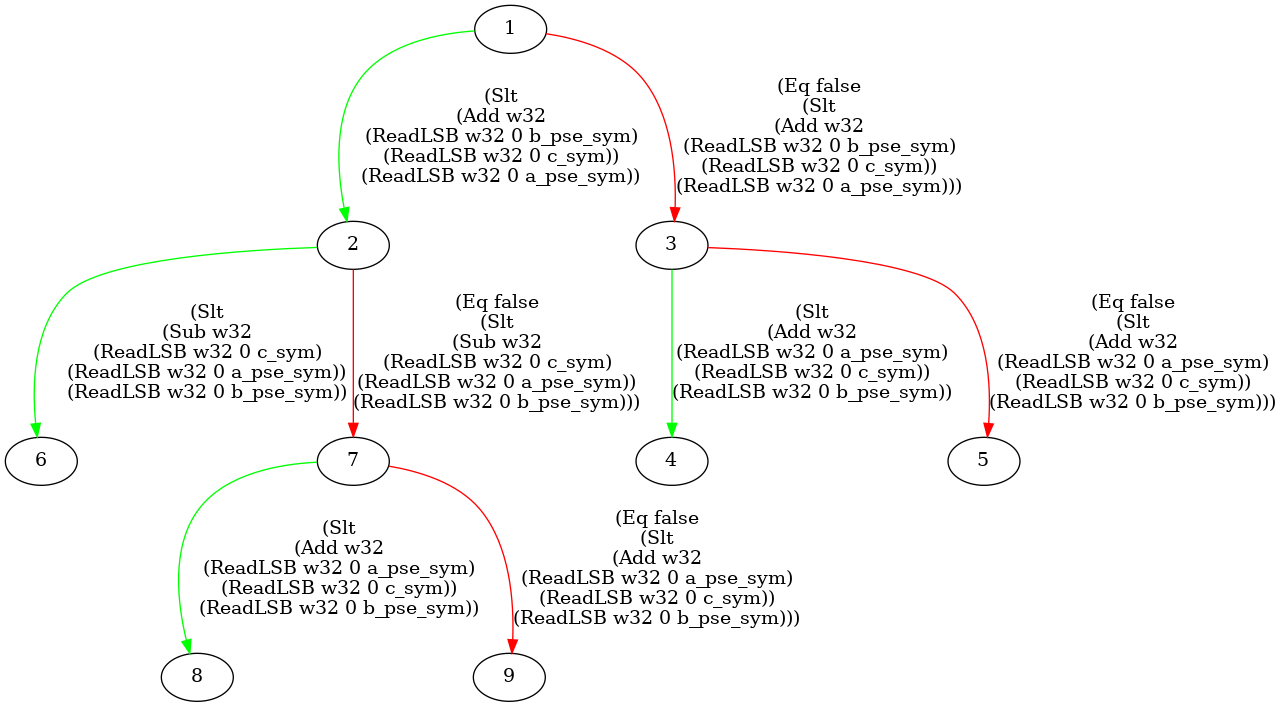 1
(Slt
(Add w32
(ReadLSB w32 0 b_pse_sym)
(ReadLSB w32 0 c_sym))
(ReadLSB w32 0 a_pse_sym))
(Eq false
(Slt
(Add w32
(ReadLSB w32 0 b_pse_sym)
(ReadLSB w32 0 c_sym))
(ReadLSB w32 0 a_pse_sym)))
2
3
(Slt
(Sub w32
(ReadLSB w32 0 c_sym)
(ReadLSB w32 0 a_pse_sym))
(ReadLSB w32 0 b_pse_sym))
(Eq false
(Slt
(Sub w32
(ReadLSB w32 0 c_sym)
(ReadLSB w32 0 a_pse_sym))
(ReadLSB w32 0 b_pse_sym)))
(Slt
(Add w32
(ReadLSB w32 0 a_pse_sym)
(ReadLSB w32 0 c_sym))
(ReadLSB w32 0 b_pse_sym))
(Eq false
(Slt
(Add w32
(ReadLSB w32 0 a_pse_sym)
(ReadLSB w32 0 c_sym))
(ReadLSB w32 0 b_pse_sym)))
6
7
4
5
(Slt
(Add w32
(ReadLSB w32 0 a_pse_sym)
(ReadLSB w32 0 c_sym))
(ReadLSB w32 0 b_pse_sym))
(Eq false
(Slt
(Add w32
(ReadLSB w32 0 a_pse_sym)
(ReadLSB w32 0 c_sym))
(ReadLSB w32 0 b_pse_sym)))
8
9